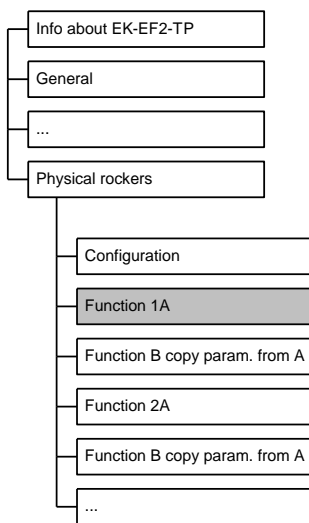 Info about EK-EF2-TP
General
...
Physical rockers
Configuration
Function 1A
Function B copy param. from A
Function 2A
Function B copy param. from A
...